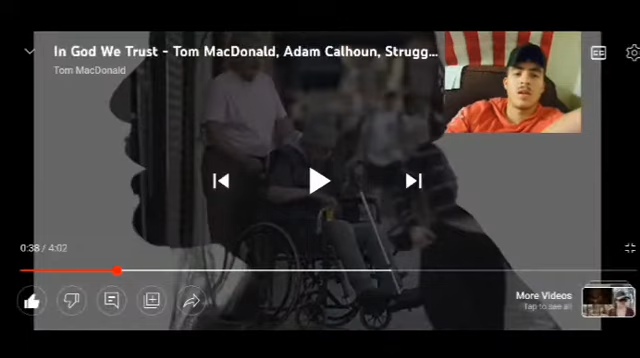 In God We Trust - Tom MacDonald, Adam Calhoun, Strugg...
Tom MacDonald
0:38 / 4:02
More Videos
Tap to see all